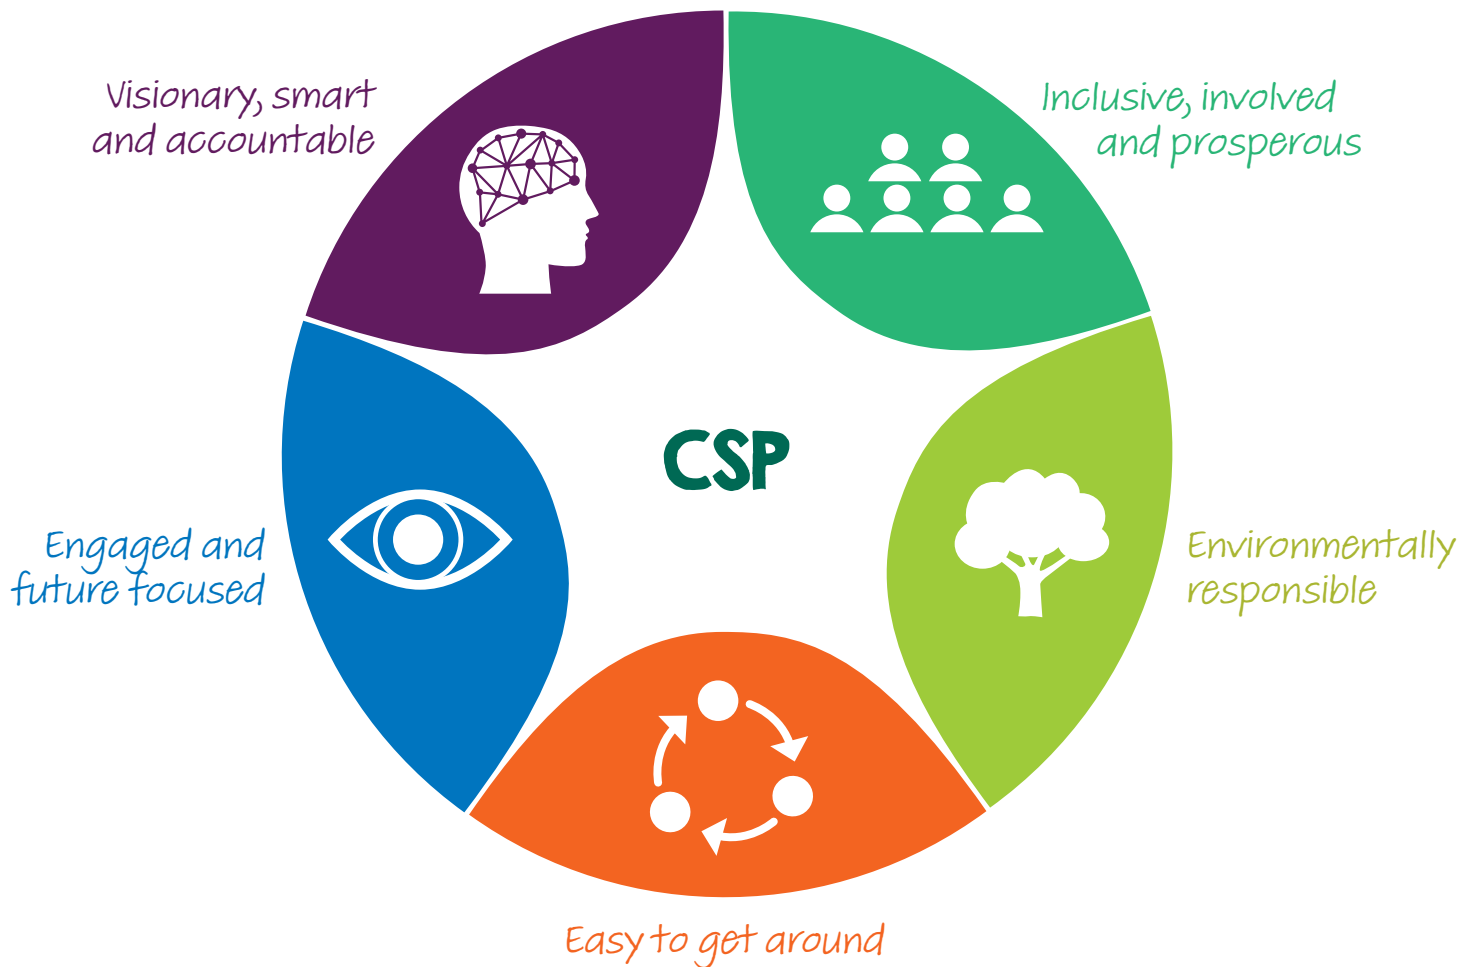 Visionary, smart
and accountable
Inclusive, involved
and prosperous
CSP
Engaged and
future focused
Environmentally
responsible
Easy to get around